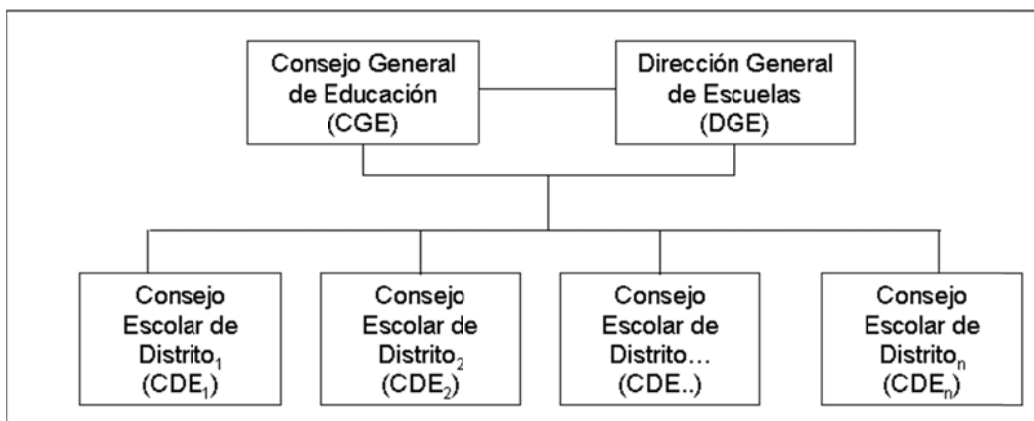 Consejo General
de Educación
(CGE)
Dirección General
de Escuelas
(DGE)
Consejo
Escolar de
Distrito₁
(CDE₁)
Consejo
Escolar de
Distrito₂
(CDE₂)
Consejo
Escolar de
Distrito…
(CDE..)
Consejo
Escolar de
Distritoₙ
(CDEₙ)